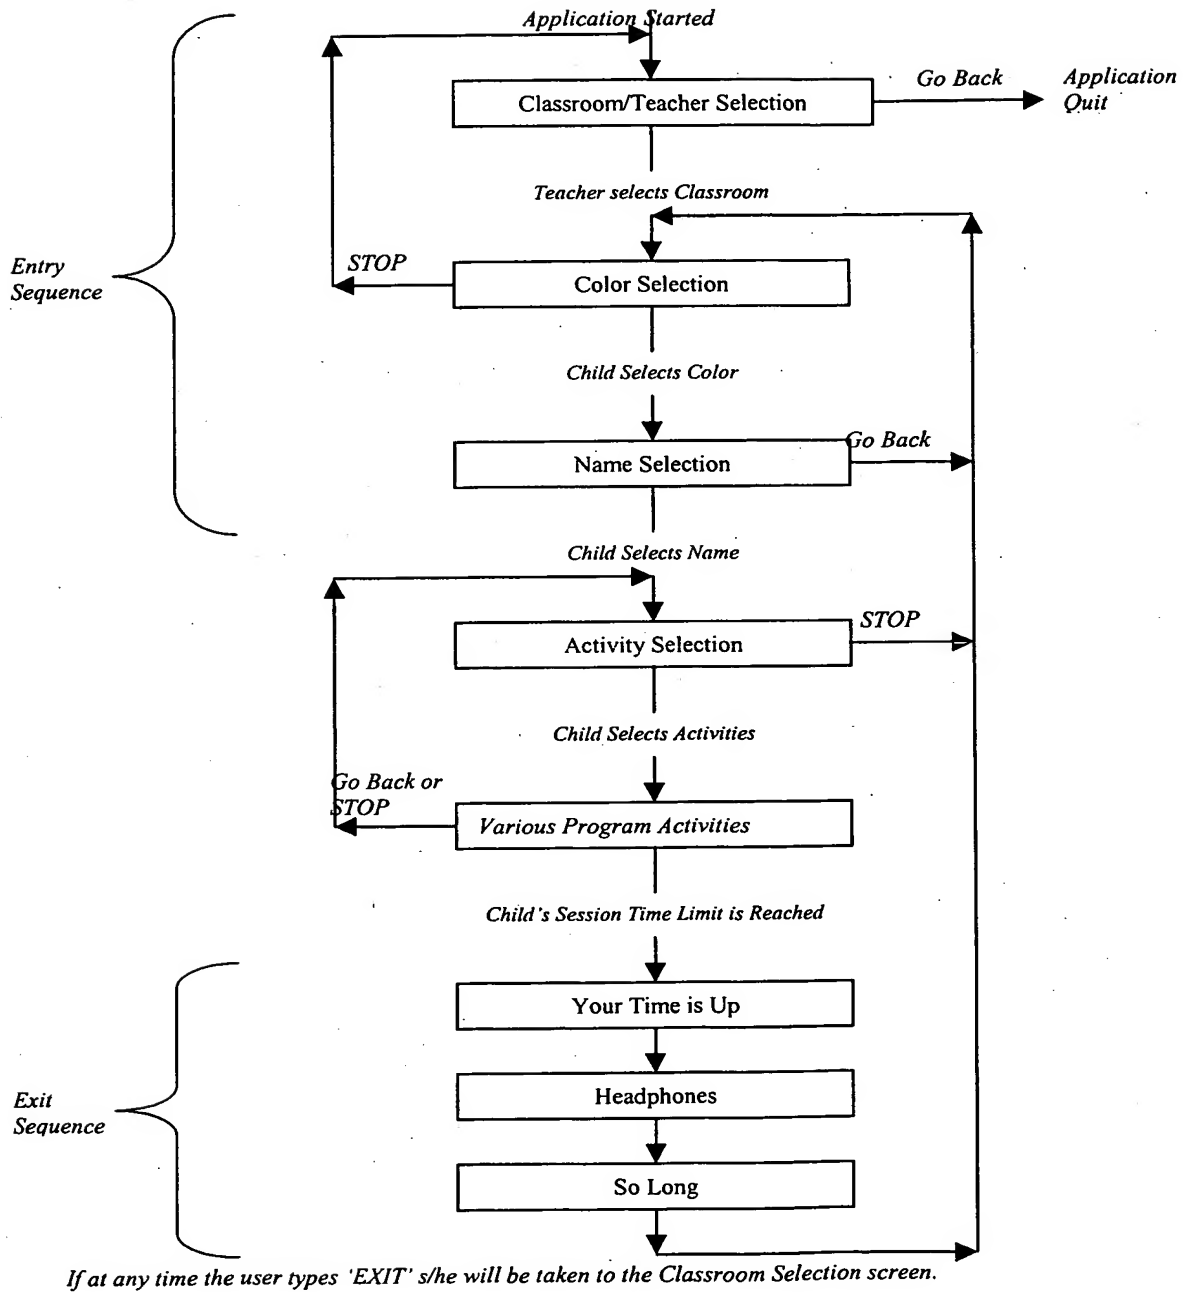 Application Started
Classroom/Teacher Selection
Go Back
Application
Quit
Teacher selects Classroom
Entry
Sequence
STOP
Color Selection
Child Selects Color
Name Selection
Go Back
Child Selects Name
Activity Selection
STOP
Child Selects Activities
Go Back or
STOP
Various Program Activities
Child's Session Time Limit is Reached
Your Time is Up
Exit
Sequence
Headphones
So Long
If at any time the user types 'EXIT' s/he will be taken to the Classroom Selection screen.